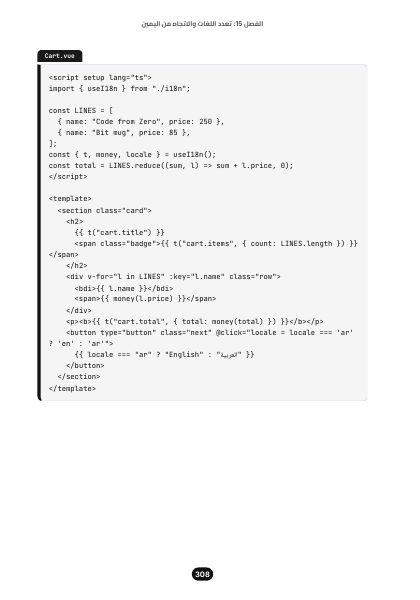 الفصل 15: تعدد اللغات والاتجاه من اليمين
Cart.vue
<script setup lang="ts">
import { useI18n } from "./i18n";
const LINES = [
  { name: "Code from Zero", price: 250 },
  { name: "Bit mug", price: 85 },
];
const { t, money, locale } = useI18n();
const total = LINES.reduce((sum, l) => sum + l.price, 0);
</script>
<template>
  <section class="card">
    <h2>
      {{ t("cart.title") }}
      <span class="badge">{{ t("cart.items", { count: LINES.length }) }}
</span>
    </h2>
    <div v-for="l in LINES" :key="l.name" class="row">
      <bdi>{{ l.name }}</bdi>
      <span>{{ money(l.price) }}</span>
    </div>
    <p><b>{{ t("cart.total", { total: money(total) }) }}</b></p>
    <button type="button" class="next" @click="locale = locale === 'ar'
? 'en' : 'ar'">
      {{ locale === "ar" ? "English" : "العربية" }}
    </button>
  </section>
</template>
308